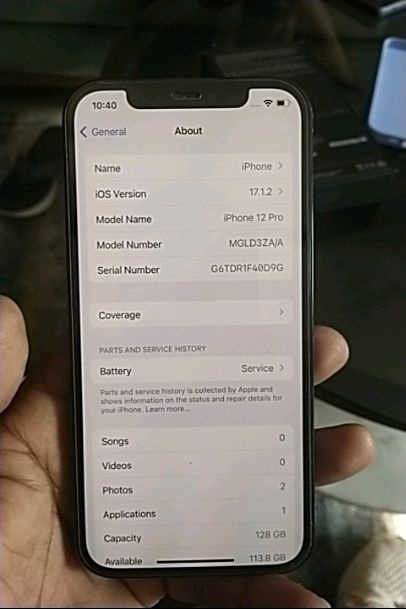 10:40
General
About
Name iPhone
iOS Version 17.1.2
Model Name iPhone 12 Pro
Model Number MGLD3ZA/A
Serial Number G6TDR1F40D9G
Coverage
PARTS AND SERVICE HISTORY
Battery Service
Parts and service history is collected by Apple and
shows information on the status and repair details for
your iPhone. Learn more...
Songs 0
Videos 0
Photos 2
Applications 1
Capacity 128 GB
Available 113.8 GB